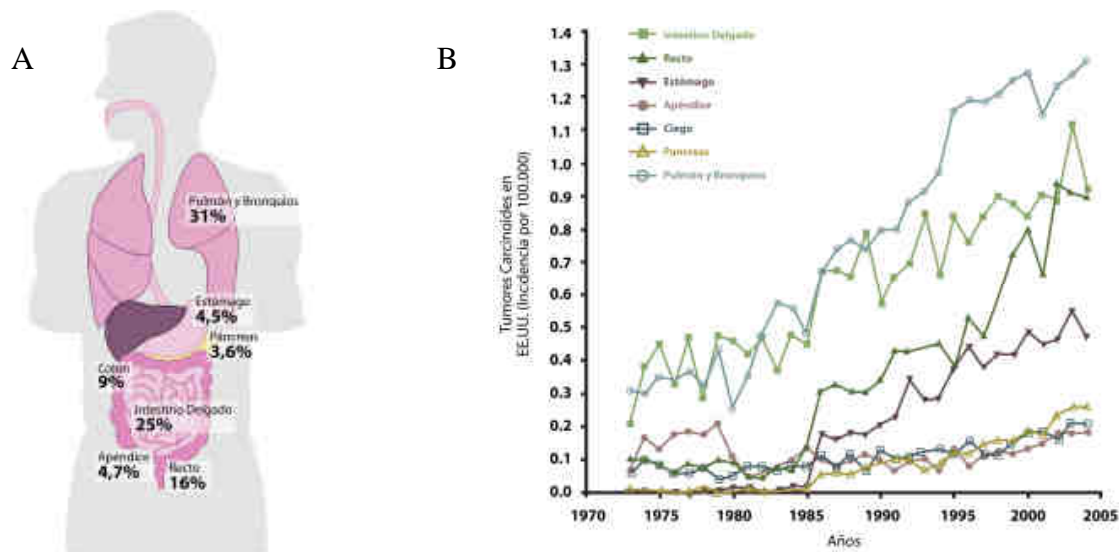 A
Pulmón y Bronquios
31%
Estómago
4,5%
Páncreas
3,6%
Colon
9%
Intestino Delgado
25%
Apéndice
4,7%
Recto
16%
B
Tumores Carcinoides en
EE.UU. (Incidencia por 100.000)
1.4
1.3
1.2
1.1
1.0
0.9
0.8
0.7
0.6
0.5
0.4
0.3
0.2
0.1
0.0
Intestino Delgado
Recto
Estómago
Apéndice
Ciego
Pancreas
Pulmón y Bronquios
1970 1975 1980 1985 1990 1995 2000 2005
Años